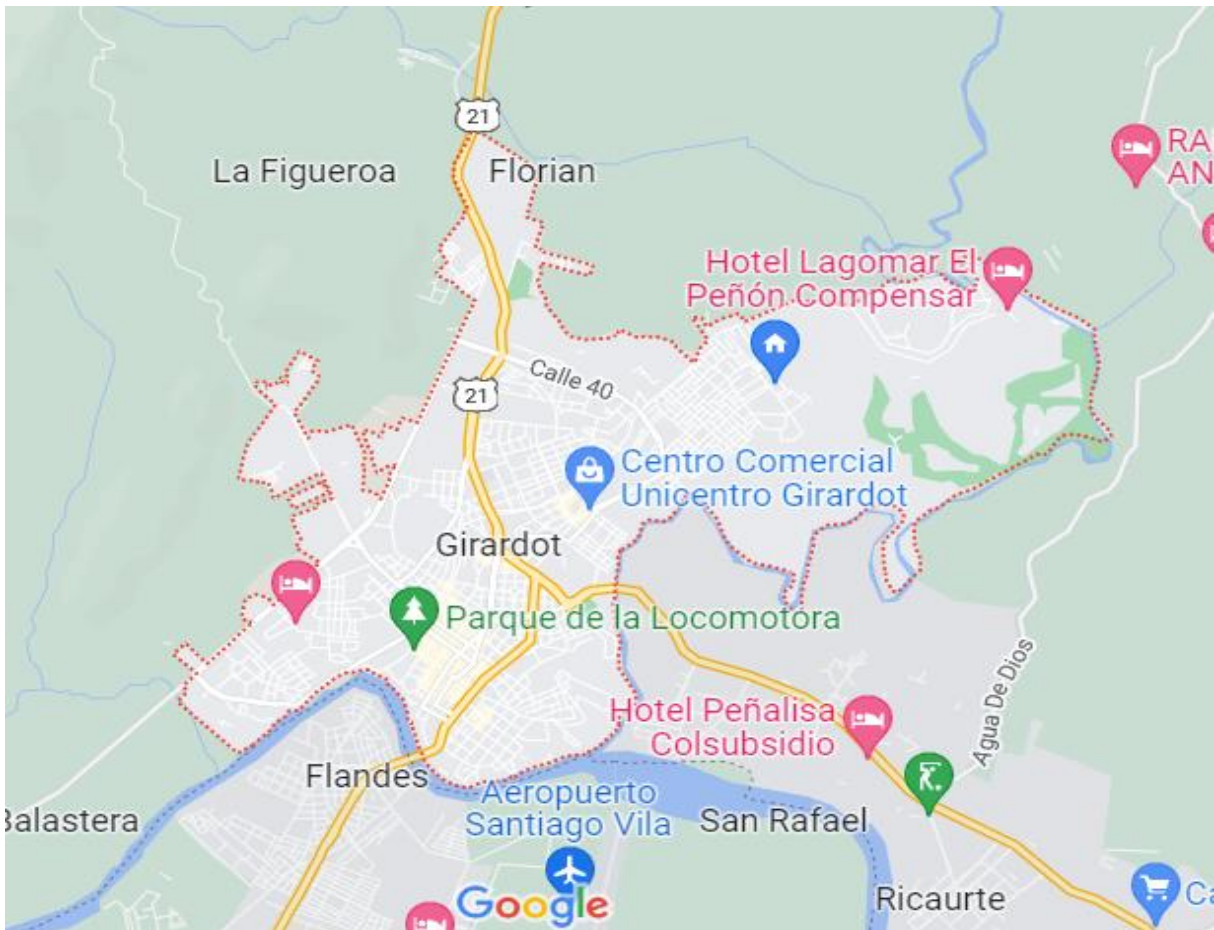 21
La Figueroa
Florian
RA
AN
Hotel Lagomar El
Peñón Compensar
Calle 40
21
Centro Comercial
Unicentro Girardot
Girardot
Parque de la Locomotora
Agua De Dios
Hotel Peñalisa
Colsubsidio
Flandes
Aeropuerto
Santiago Vila
San Rafael
Balastera
Ricaurte
Ca
Google